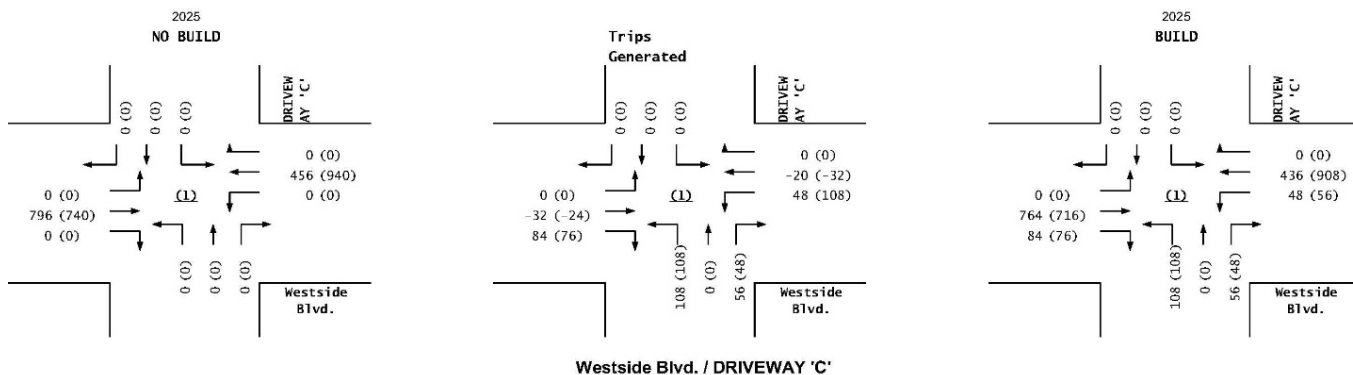 2025
NO BUILD
DRIVEW
AY 'C'
0 (0)
0 (0)
0 (0)
0 (0)
456 (940)
0 (0)
0 (0)
796 (740)
0 (0)
(1)
0 (0)
0 (0)
0 (0)
Westside
Blvd.
Trips
Generated
DRIVEW
AY 'C'
0 (0)
0 (0)
0 (0)
0 (0)
-20 (-32)
48 (108)
0 (0)
-32 (-24)
84 (76)
(1)
108 (108)
0 (0)
56 (48)
Westside
Blvd.
2025
BUILD
DRIVEW
AY 'C'
0 (0)
0 (0)
0 (0)
0 (0)
436 (908)
48 (56)
0 (0)
764 (716)
84 (76)
(1)
108 (108)
0 (0)
56 (48)
Westside
Blvd.
Westside Blvd. / DRIVEWAY 'C'